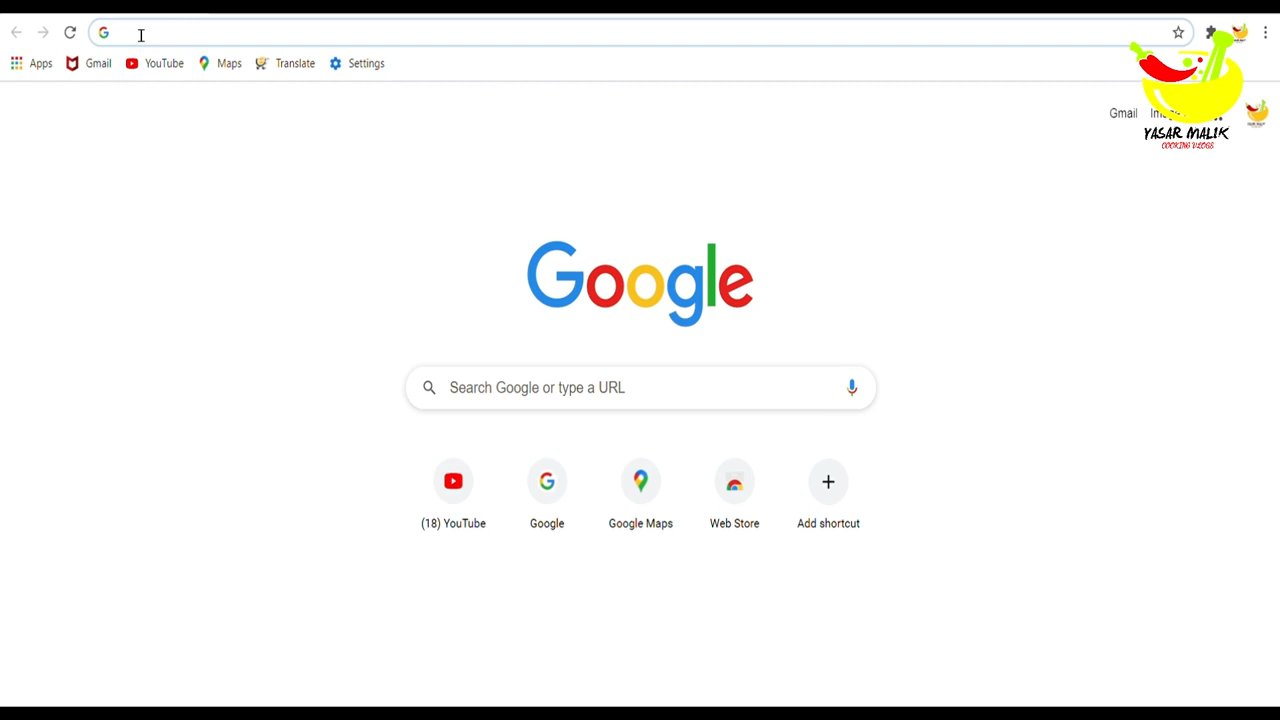 Apps Gmail YouTube Maps Translate Settings
Gmail
YASAR MALIK
COOKING VLOGS
Google
Search Google or type a URL
(18) YouTube Google Google Maps Web Store Add shortcut